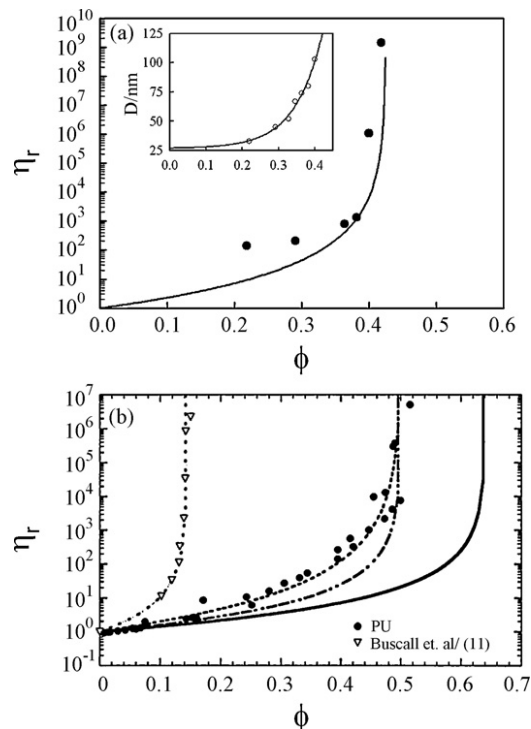 (a)
10^10
10^9
10^8
10^7
10^6
10^5
10^4
10^3
10^2
10^1
10^0
η_r
D/nm
125
100
75
50
25
0.0 0.1 0.2 0.3 0.4
0.0 0.1 0.2 0.3 0.4 0.5 0.6
ϕ
(b)
10^7
10^6
10^5
10^4
10^3
10^2
10^1
10^0
10^-1
η_r
PU
Buscall et. al/ (11)
0 0.1 0.2 0.3 0.4 0.5 0.6 0.7
ϕ